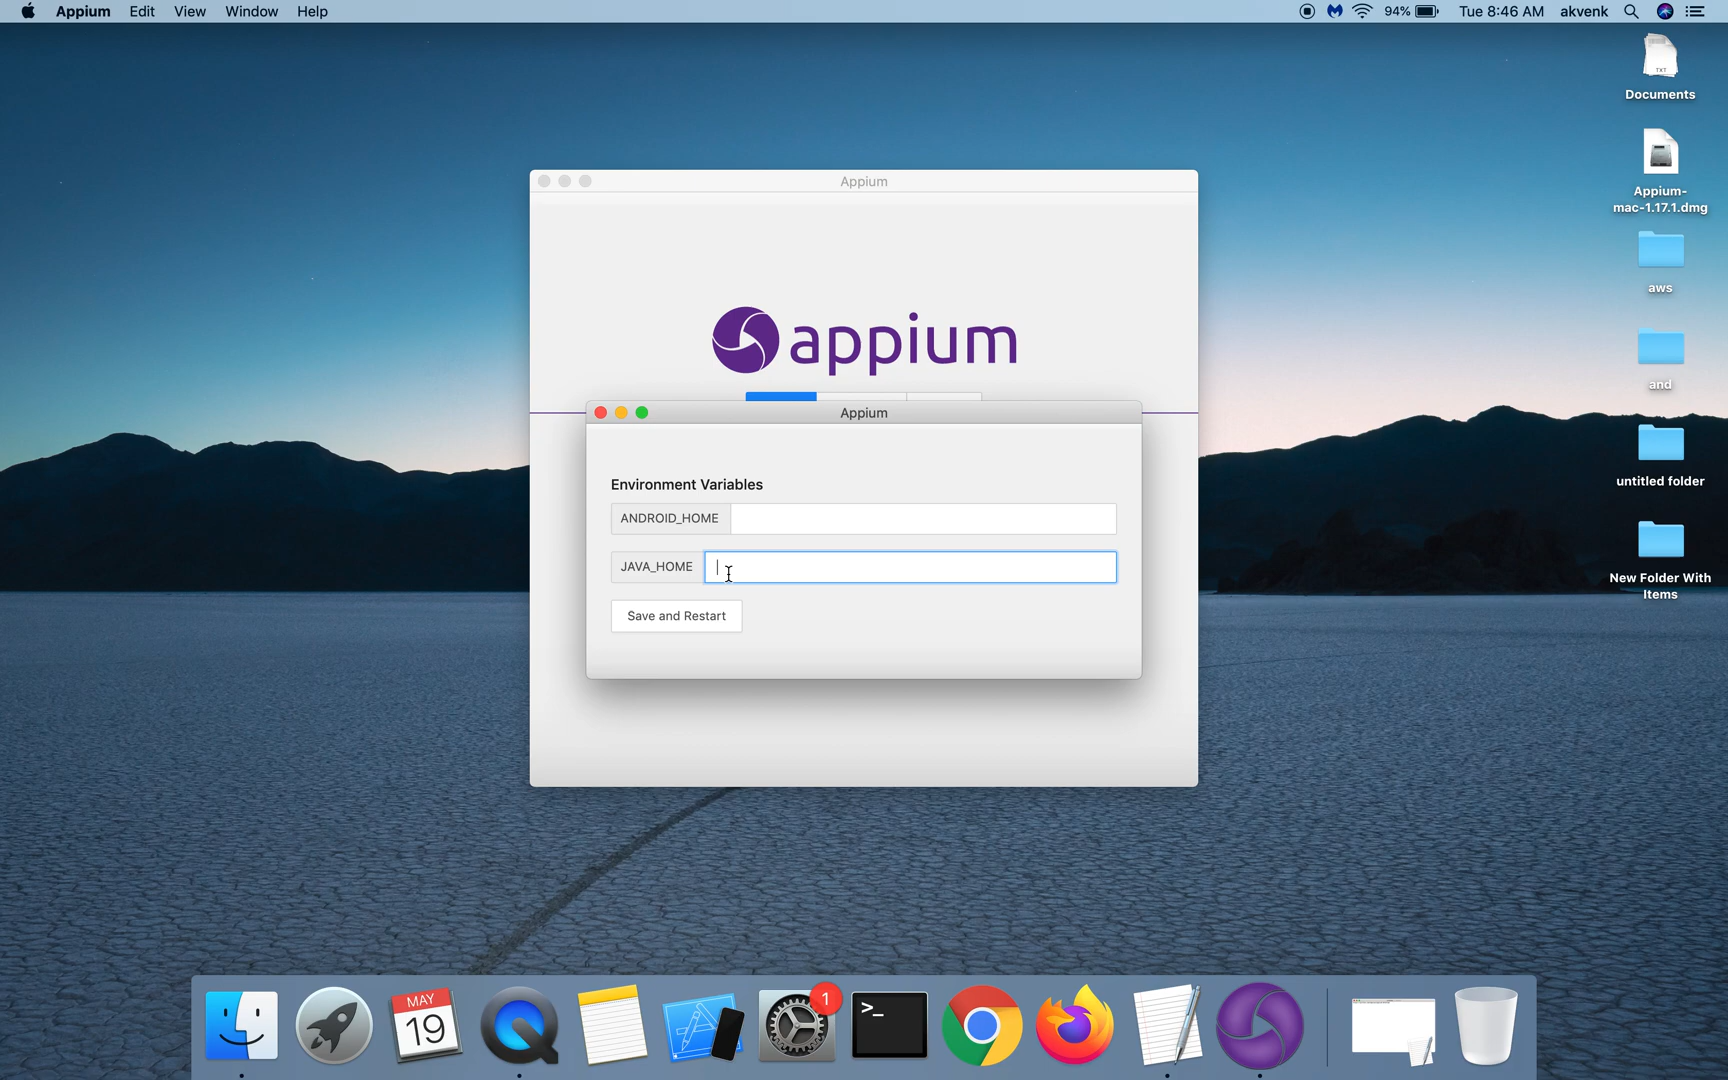 Appium Edit View Window Help
94% Tue 8:46 AM akvenk
TXT
Documents
Appium-
mac-1.17.1.dmg
aws
and
untitled folder
New Folder With
Items
Appium
appium
Appium
Environment Variables
ANDROID_HOME
JAVA_HOME
Save and Restart
MAY
19
1
>_